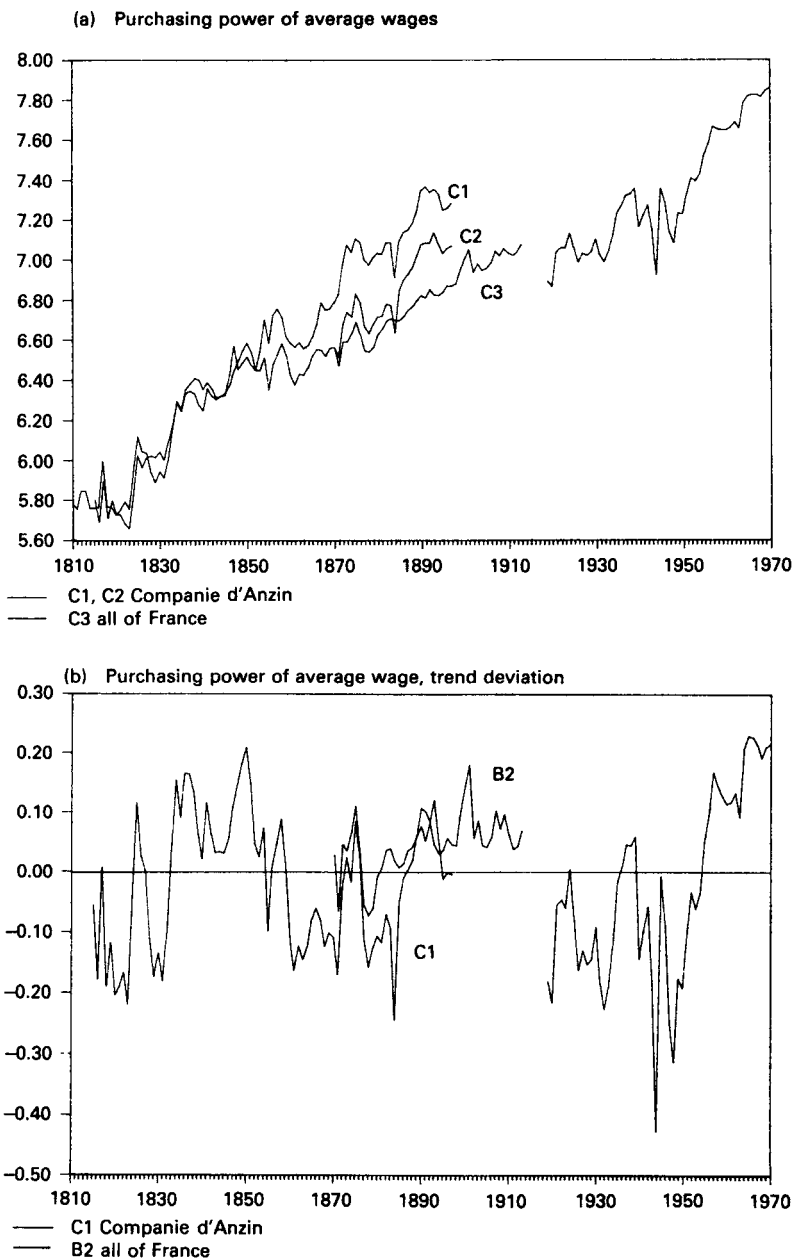 (a) Purchasing power of average wages
8.00
7.80
7.60
7.40
7.20
7.00
6.80
6.60
6.40
6.20
6.00
5.80
5.60
C1
C2
C3
1810 1830 1850 1870 1890 1910 1930 1950 1970
C1, C2 Companie d'Anzin
C3 all of France
(b) Purchasing power of average wage, trend deviation
0.30
0.20
0.10
0.00
−0.10
−0.20
−0.30
−0.40
−0.50
B2
C1
1810 1830 1850 1870 1890 1910 1930 1950 1970
C1 Companie d'Anzin
B2 all of France